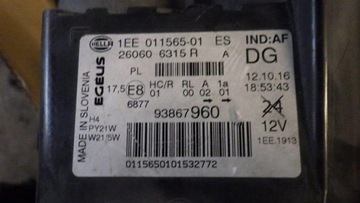 HELLA
1EE 011565-01 ES
26060 6315 R A
IND:AF
DG
EGEUS
PL
17,5 E8 HC/R RL A 1a
01 00 02 01
6877
12.10.16
18:53:43
93867960
24
12V
MADE IN SLOVENIA
H4
PY21W
W21/5W
1EE.1913
0115650101532772